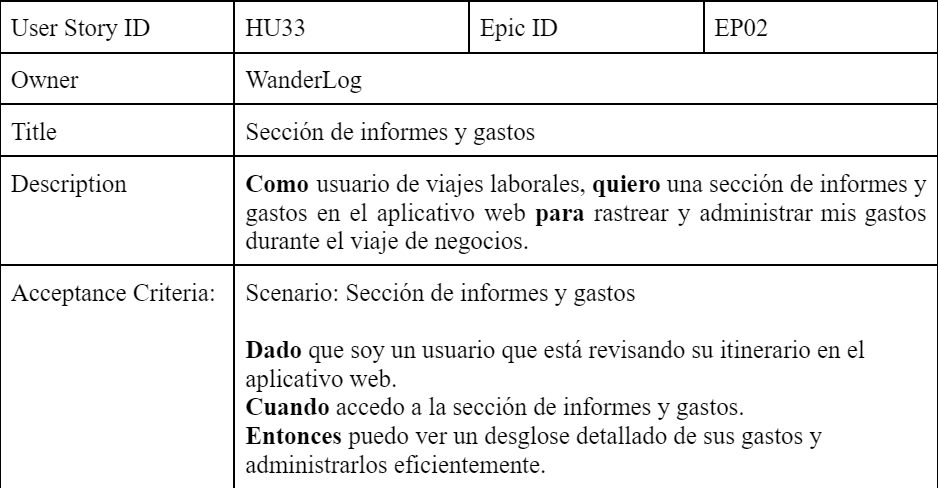 User Story ID HU33 Epic ID EP02
Owner WanderLog
Title Sección de informes y gastos
Description Como usuario de viajes laborales, quiero una sección de informes y
gastos en el aplicativo web para rastrear y administrar mis gastos
durante el viaje de negocios.
Acceptance Criteria: Scenario: Sección de informes y gastos
Dado que soy un usuario que está revisando su itinerario en el
aplicativo web.
Cuando accedo a la sección de informes y gastos.
Entonces puedo ver un desglose detallado de sus gastos y
administrarlos eficientemente.